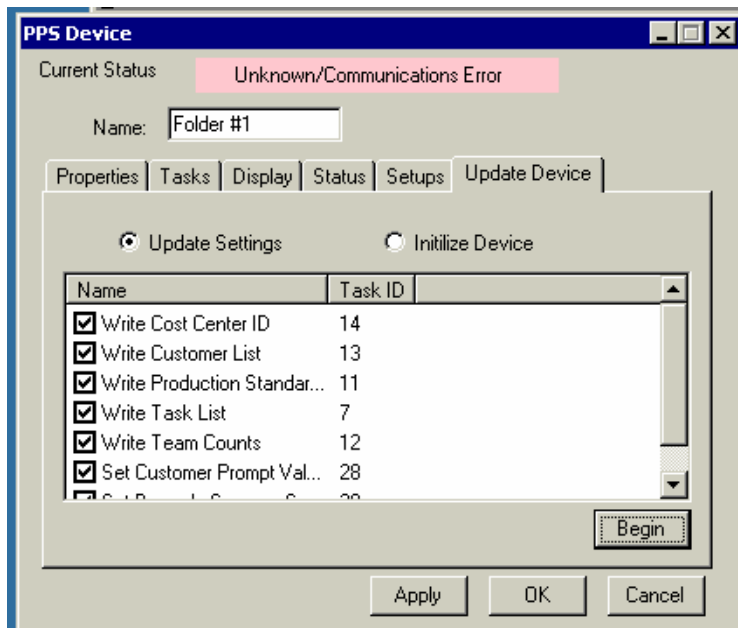 PPS Device
Current Status Unknown/Communications Error
Name: Folder #1
Properties Tasks Display Status Setups Update Device
Update Settings Initilize Device
Name Task ID
Write Cost Center ID 14
Write Customer List 13
Write Production Standar... 11
Write Task List 7
Write Team Counts 12
Set Customer Prompt Val... 28
Begin
Apply OK Cancel